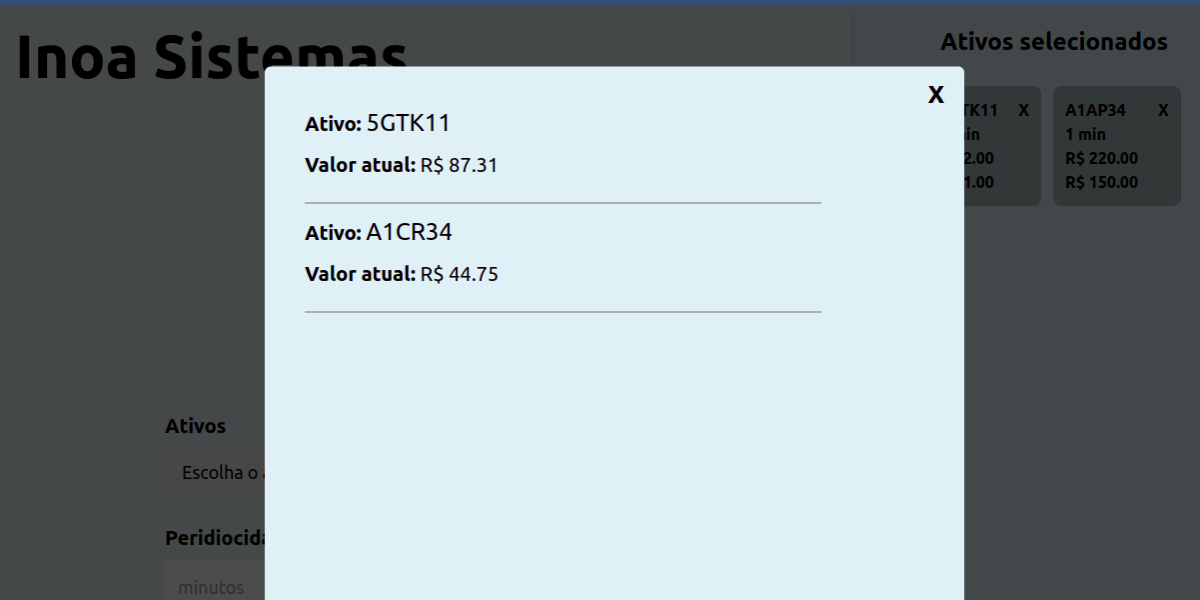 Inoa Sistemas
Ativos selecionados
X
Ativo: 5GTK11
Valor atual: R$ 87.31
Ativo: A1CR34
Valor atual: R$ 44.75
TK11 X
in
2.00
1.00
A1AP34 X
1 min
R$ 220.00
R$ 150.00
Ativos
Escolha o
Peridiocida
minutos